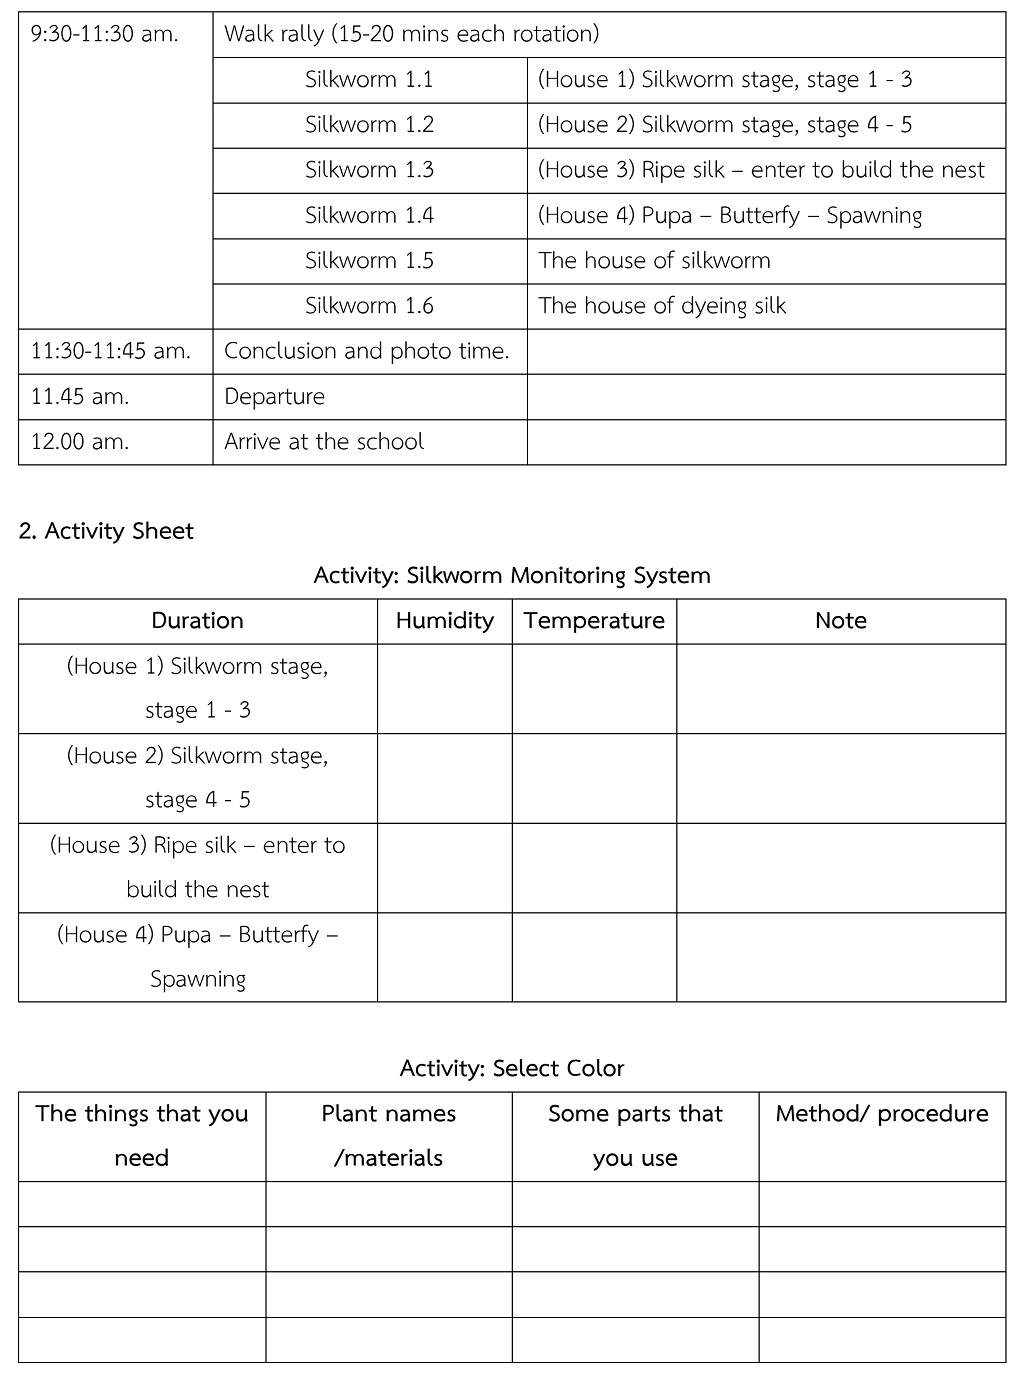 9:30-11:30 am. Walk rally (15-20 mins each rotation)
Silkworm 1.1 (House 1) Silkworm stage, stage 1 - 3
Silkworm 1.2 (House 2) Silkworm stage, stage 4 - 5
Silkworm 1.3 (House 3) Ripe silk – enter to build the nest
Silkworm 1.4 (House 4) Pupa – Butterfy – Spawning
Silkworm 1.5 The house of silkworm
Silkworm 1.6 The house of dyeing silk
11:30-11:45 am. Conclusion and photo time.
11.45 am. Departure
12.00 am. Arrive at the school
2. Activity Sheet
Activity: Silkworm Monitoring System
Duration Humidity Temperature Note
(House 1) Silkworm stage,
stage 1 - 3
(House 2) Silkworm stage,
stage 4 - 5
(House 3) Ripe silk – enter to
build the nest
(House 4) Pupa – Butterfy –
Spawning
Activity: Select Color
The things that you Plant names Some parts that Method/ procedure
need /materials you use